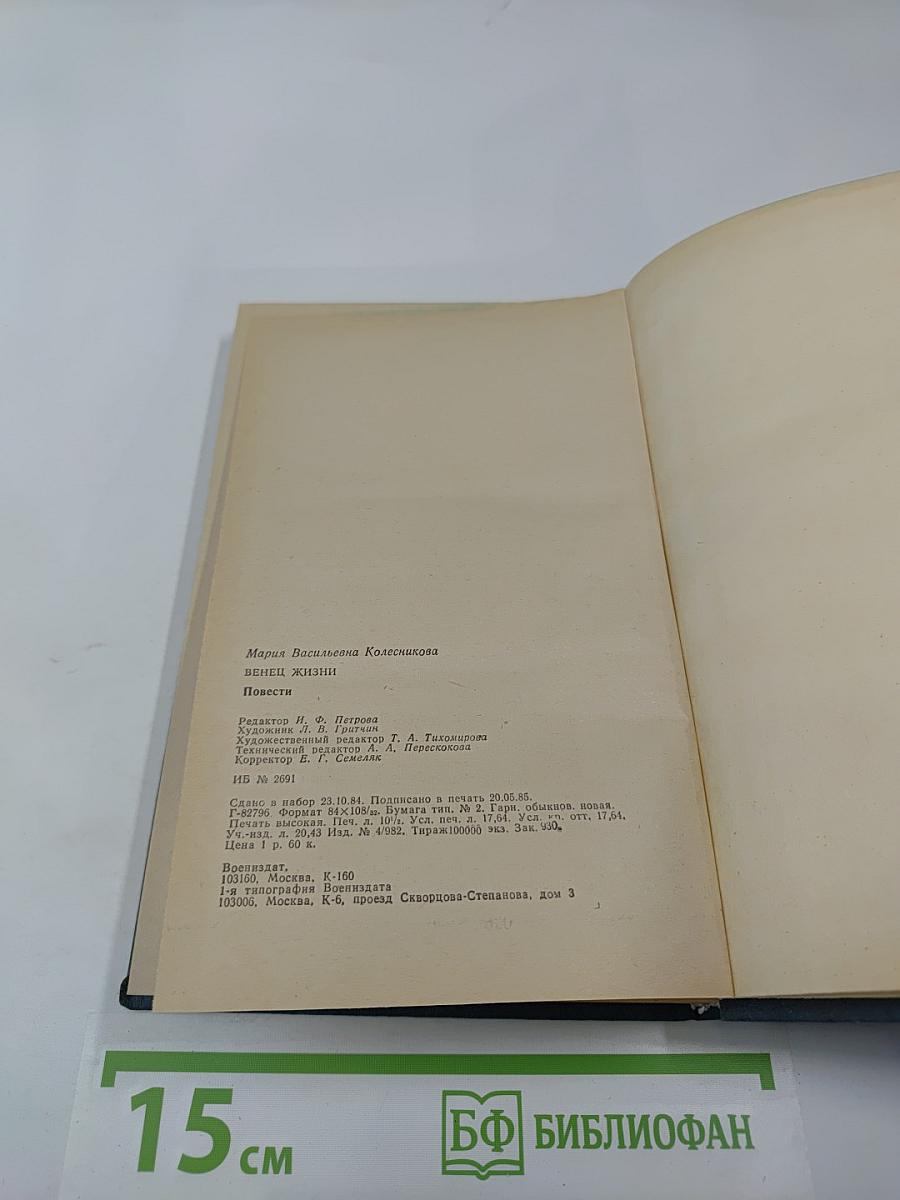 Мария Васильевна Колесникова
ВЕНЕЦ ЖИЗНИ
Повести
Редактор И. Ф. Петрова
Художник Л. В. Гритчин
Художественный редактор Т. А. Тихомирова
Технический редактор А. А. Перескокова
Корректор Е. Г. Семеляк
ИБ № 2691
Сдано в набор 23.10.84. Подписано в печать 20.05.85.
Г-82796. Формат 84×108/32. Бумага тип. № 2. Гарн. обыкнов. новая.
Печать высокая. Печ. л. 10½. Усл. печ. л. 17,64. Усл. кр. отт. 17,64.
Уч.-изд. л. 20,43 Изд. № 4/982. Тираж100000 экз. Зак. 930.
Цена 1 р. 60 к.
Воениздат,
103160, Москва, К-160
1-я типография Воениздата
103006, Москва, К-6, проезд Скворцова-Степанова, дом 3
15 см
БФ БИБЛИОФАН